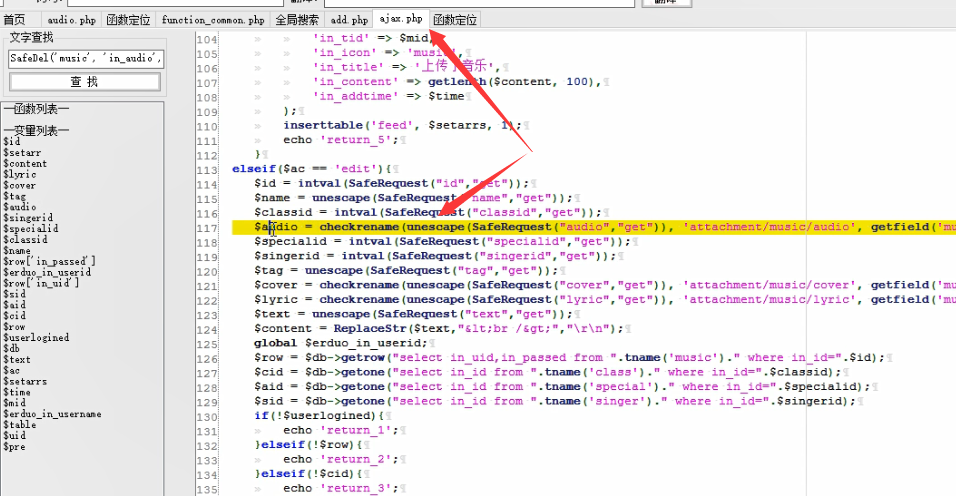 首页 audio.php 函数定位 function_common.php 全局搜索 add.php ajax.php 函数定位
文字查找
SafeDel('music', 'in_audio',
查 找
一函数列表一
一变量列表一
$id
$setarr
$content
$lyric
$cover
$tag
$audio
$singerid
$specialid
$classid
$name
$row['in_passed']
$erduo_in_userid
$row['in_uid']
$sid
$aid
$cid
$row
$userlogined
$db
$text
$ac
$setarrs
$time
$mid
$erduo_in_username
$table
$uid
$pre
104 'in_tid' => $mid,
105 'in_icon' => 'music',
106 'in_title' => '上传了音乐',
107 'in_content' => getlenth($content, 100),
108 'in_addtime' => $time
109 );
110 inserttable('feed', $setarrs, 1);
111 echo 'return_5';
112 }
113 elseif($ac == 'edit'){
114 $id = intval(SafeRequest("id","get"));
115 $name = unescape(SafeRequest("name","get"));
116 $classid = intval(SafeRequest("classid","get"));
117 $audio = checkrename(unescape(SafeRequest("audio","get")), 'attachment/music/audio', getfield('mu
118 $specialid = intval(SafeRequest("specialid","get"));
119 $singerid = intval(SafeRequest("singerid","get"));
120 $tag = unescape(SafeRequest("tag","get"));
121 $cover = checkrename(unescape(SafeRequest("cover","get")), 'attachment/music/cover', getfield('mus
122 $lyric = checkrename(unescape(SafeRequest("lyric","get")), 'attachment/music/lyric', getfield('mus
123 $text = unescape(SafeRequest("text","get"));
124 $content = ReplaceStr($text,"&lt;br /&gt;","\r\n");
125 global $erduo_in_userid;
126 $row = $db->getrow("select in_uid,in_passed from ".tname('music')." where in_id=".$id);
127 $cid = $db->getone("select in_id from ".tname('class')." where in_id=".$classid);
128 $aid = $db->getone("select in_id from ".tname('special')." where in_id=".$specialid);
129 $sid = $db->getone("select in_id from ".tname('singer')." where in_id=".$singerid);
130 if(!$userlogined){
131 echo 'return_1';
132 }elseif(!$row){
133 echo 'return_2';
134 }elseif(!$cid){
135 echo 'return_3';